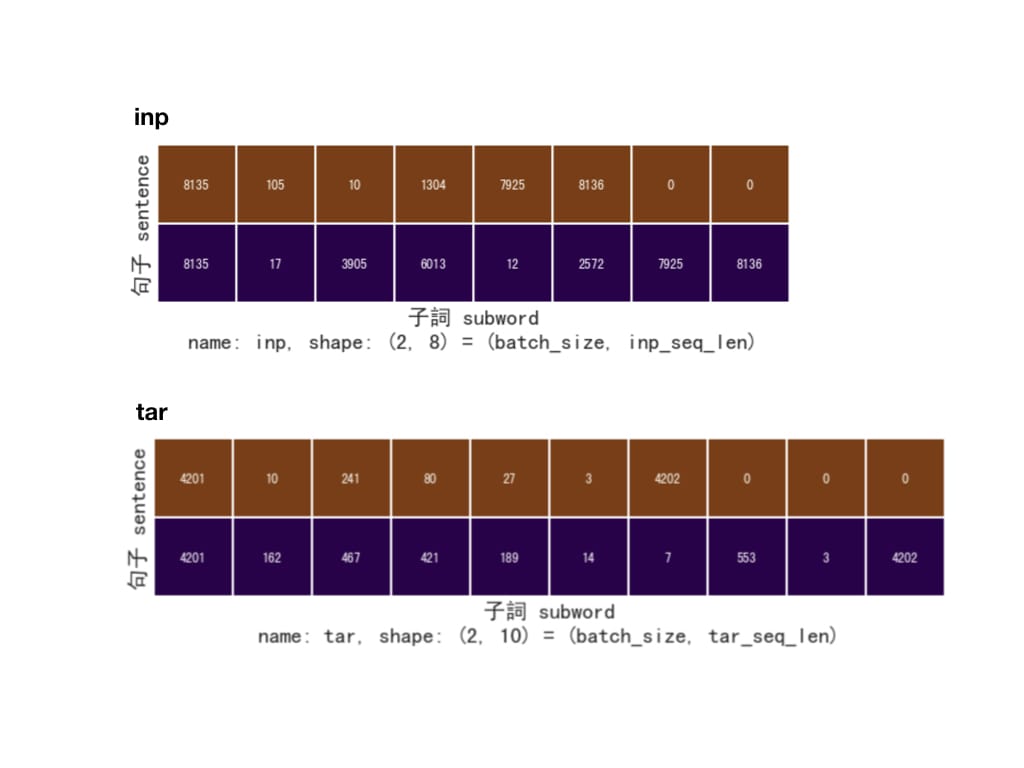 inp
句子 sentence
8135 105 10 1304 7925 8136 0 0
8135 17 3905 6013 12 2572 7925 8136
子詞 subword
name: inp, shape: (2, 8) = (batch_size, inp_seq_len)
tar
句子 sentence
4201 10 241 80 27 3 4202 0 0 0
4201 162 467 421 189 14 7 553 3 4202
子詞 subword
name: tar, shape: (2, 10) = (batch_size, tar_seq_len)